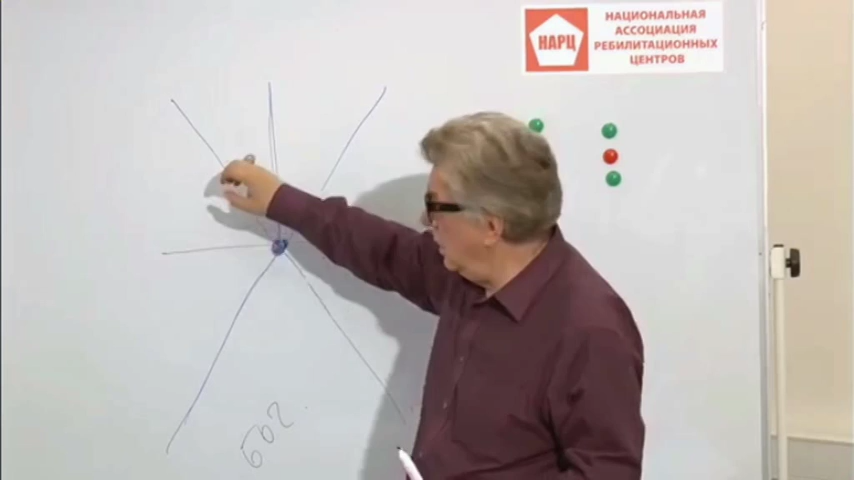 НАРЦ
НАЦИОНАЛЬНАЯ
АССОЦИАЦИЯ
РЕБИЛИТАЦИОННЫХ
ЦЕНТРОВ
БОГ